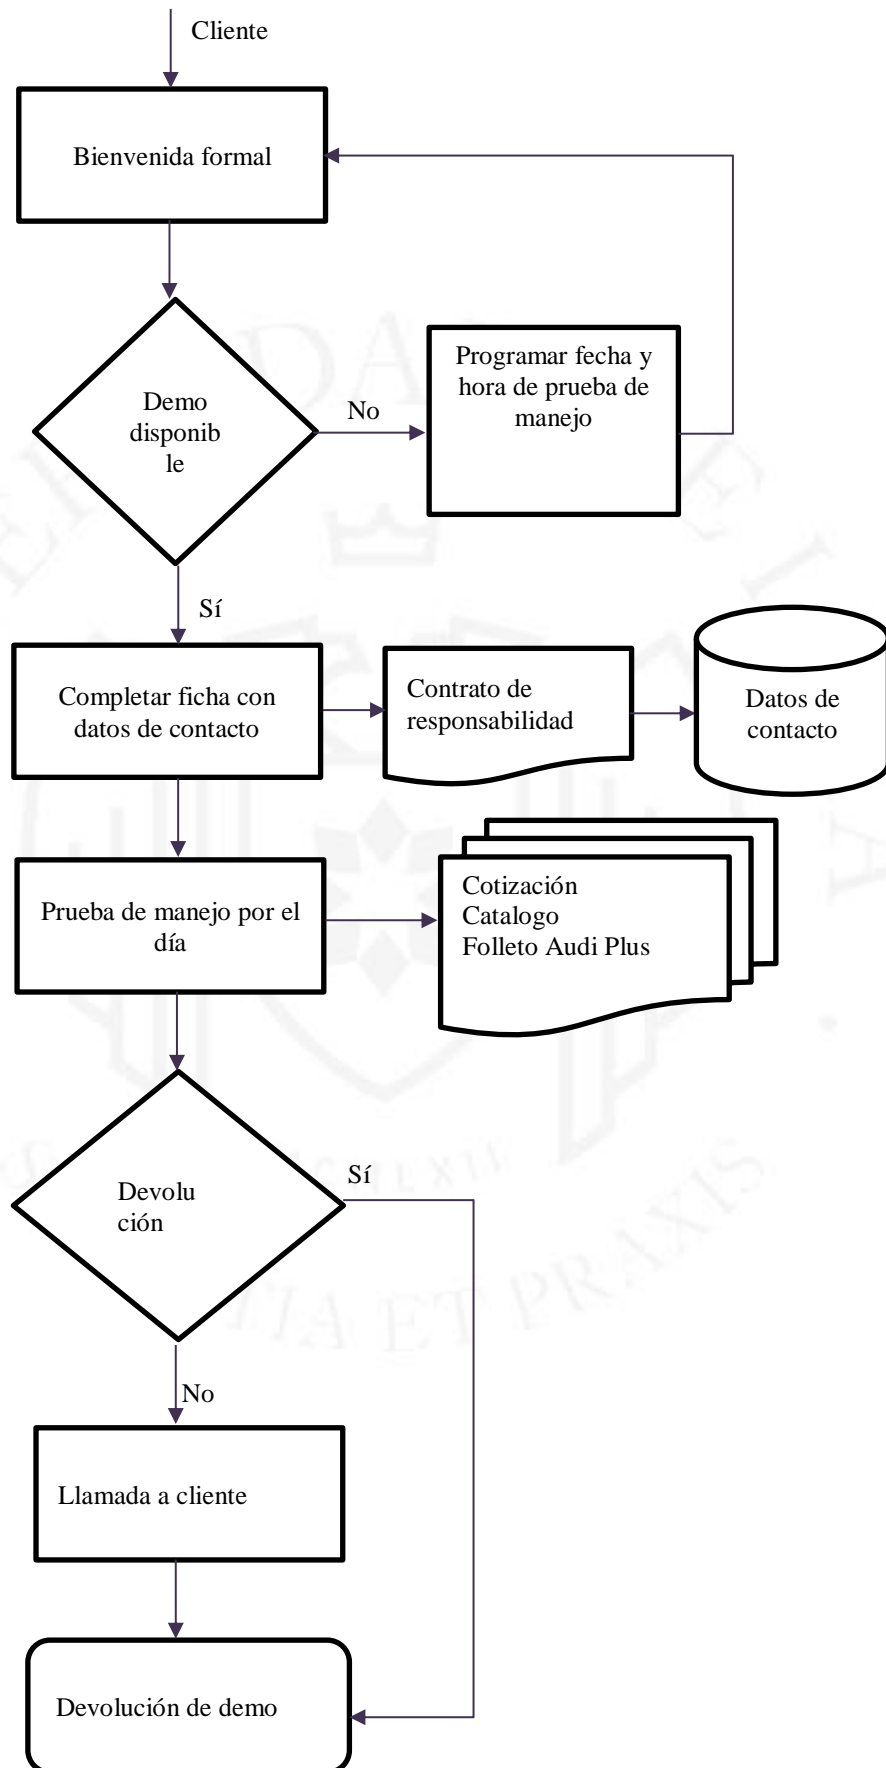 Cliente
Bienvenida formal
Programar fecha y
hora de prueba de
manejo
Demo
disponib
le
No
Sí
Completar ficha con
datos de contacto
Contrato de
responsabilidad
Datos de
contacto
Cotización
Catalogo
Folleto Audi Plus
Prueba de manejo por el
día
Sí
Devolu
ción
No
Llamada a cliente
Devolución de demo
ET PRAXIS